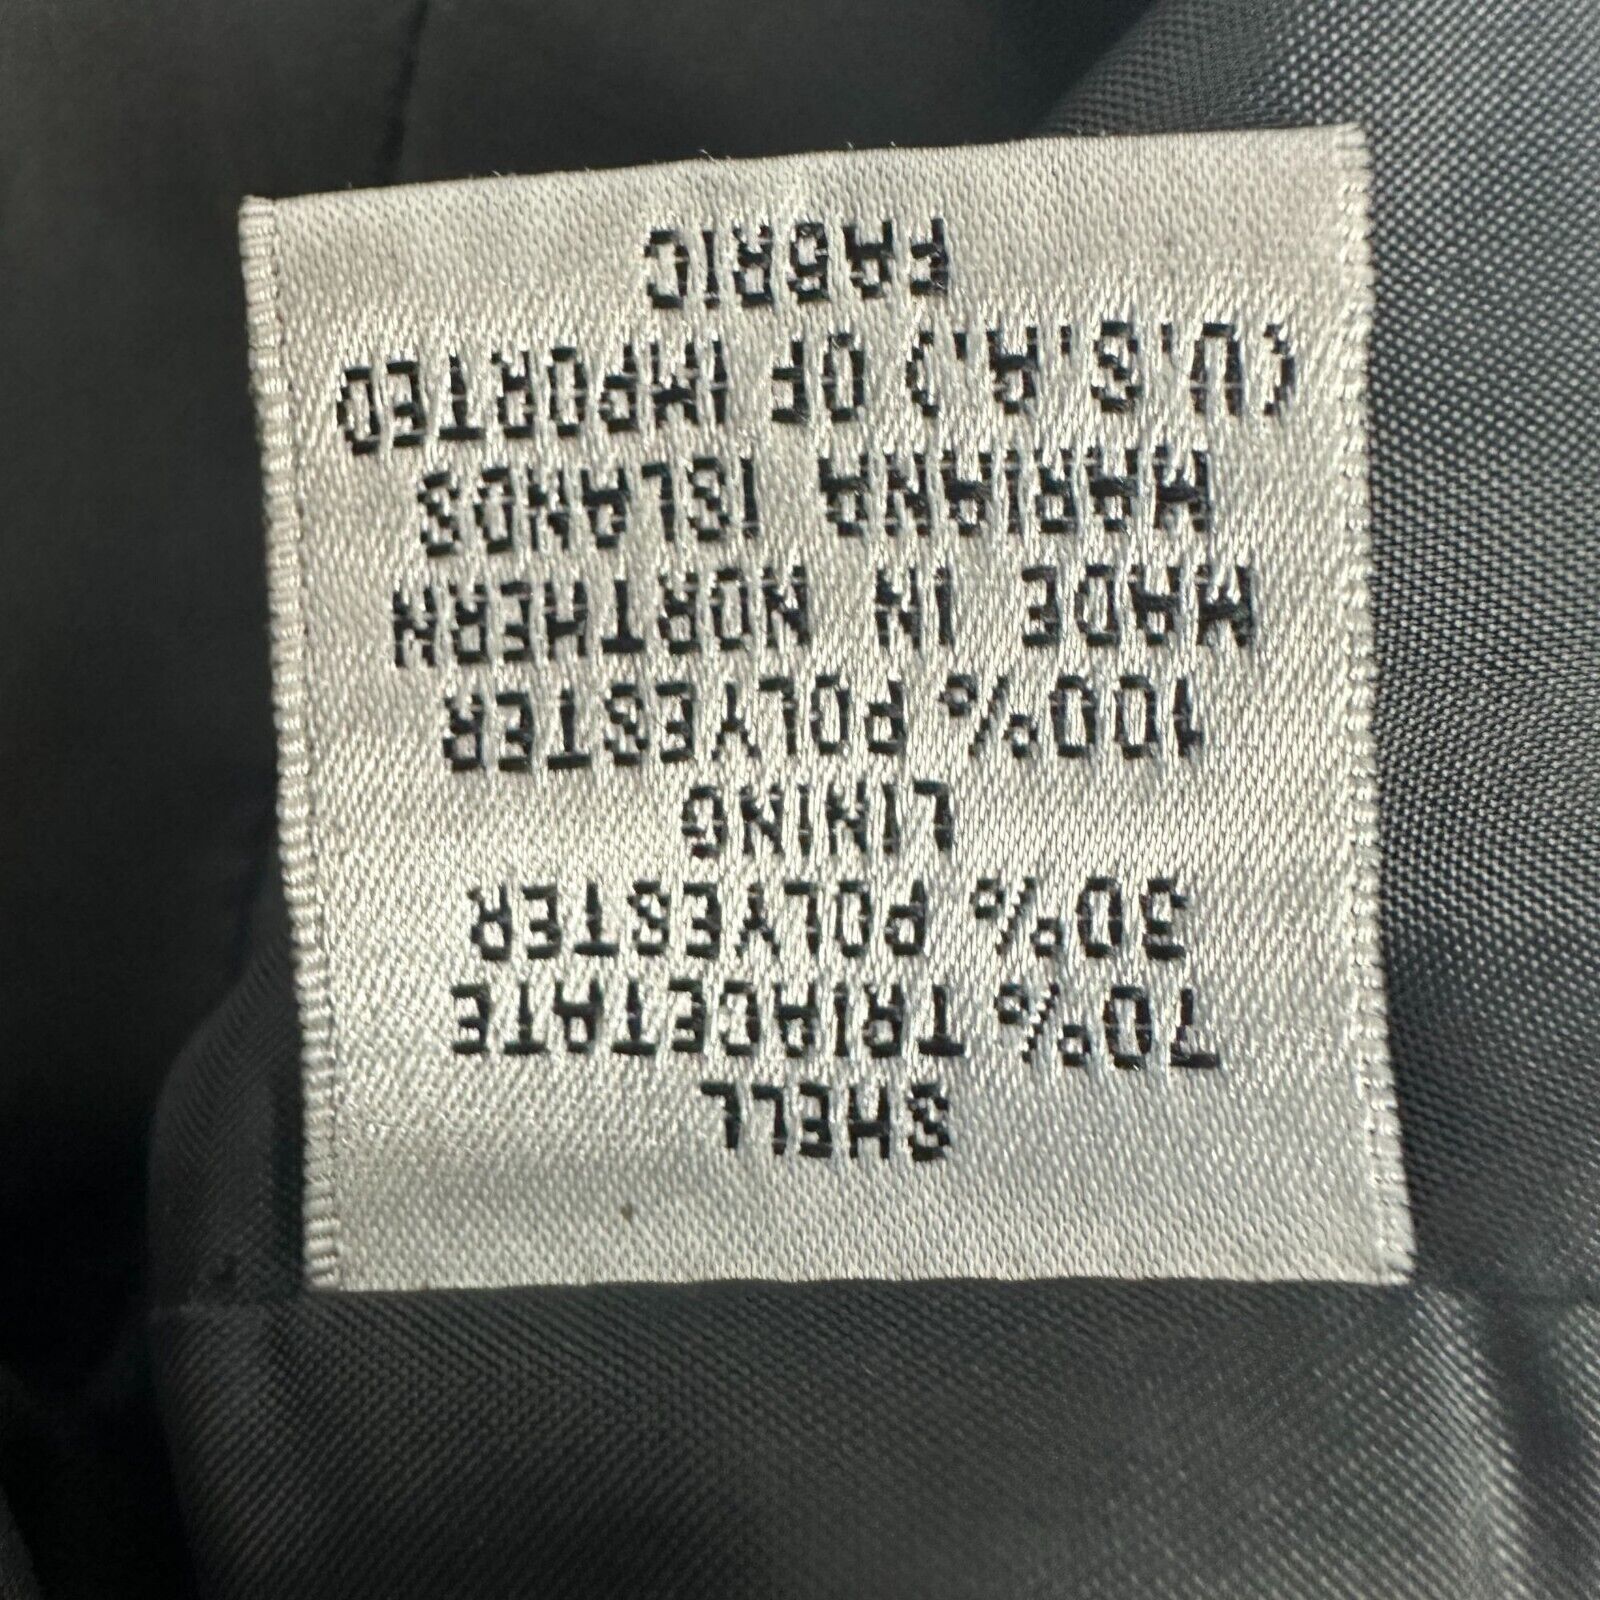 SHELL
70% TRIACETATE
30% POLYESTER
LINING
100% POLYESTER
MADE IN NORTHERN
MARIANA ISLANDS
(U.S.A.) OF IMPORTED
FABRIC